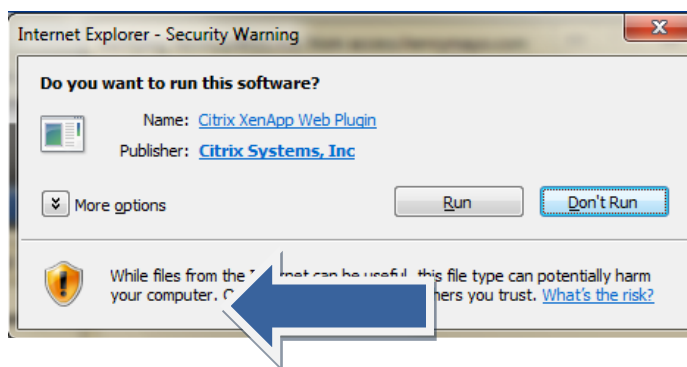 Internet Explorer - Security Warning
Do you want to run this software?
Name: Citrix XenApp Web Plugin
Publisher: Citrix Systems, Inc
More options
Run
Don't Run
While files from the can be useful, this file type can potentially harm
your computer. you trust. What's the risk?